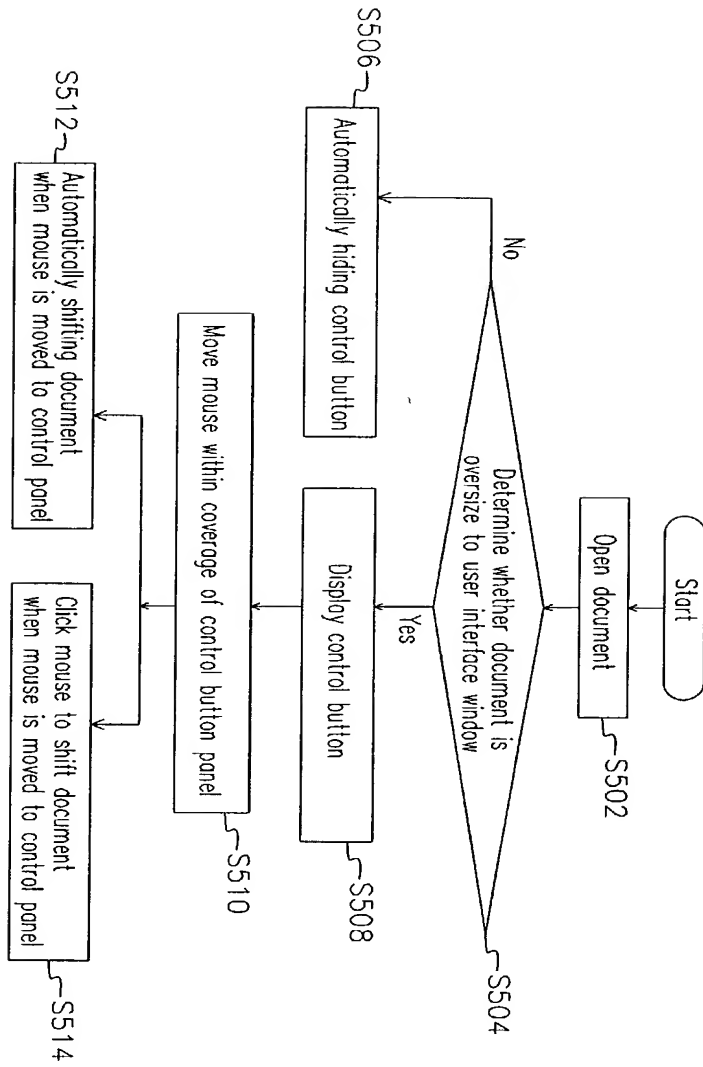 Start
Open document
S502
Determine whether document is
oversize to user interface window
S504
No
Yes
S506
Automatically hiding control button
Display control button
S508
Move mouse within coverage of control button panel
S510
S512
Automatically shifting document
when mouse is moved to control panel
Click mouse to shift document
when mouse is moved to control panel
S514